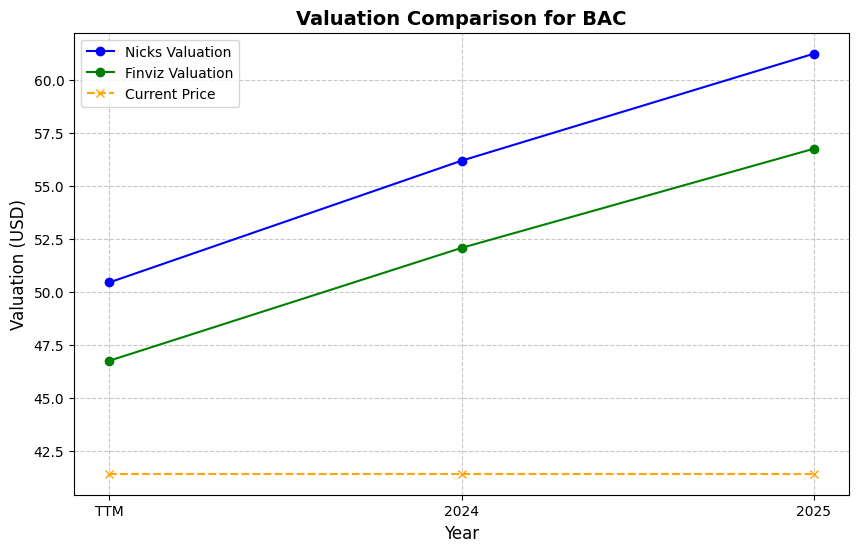 Valuation Comparison for BAC
Nicks Valuation
Finviz Valuation
Current Price
Valuation (USD)
60.0
57.5
55.0
52.5
50.0
47.5
45.0
42.5
TTM
2024
2025
Year